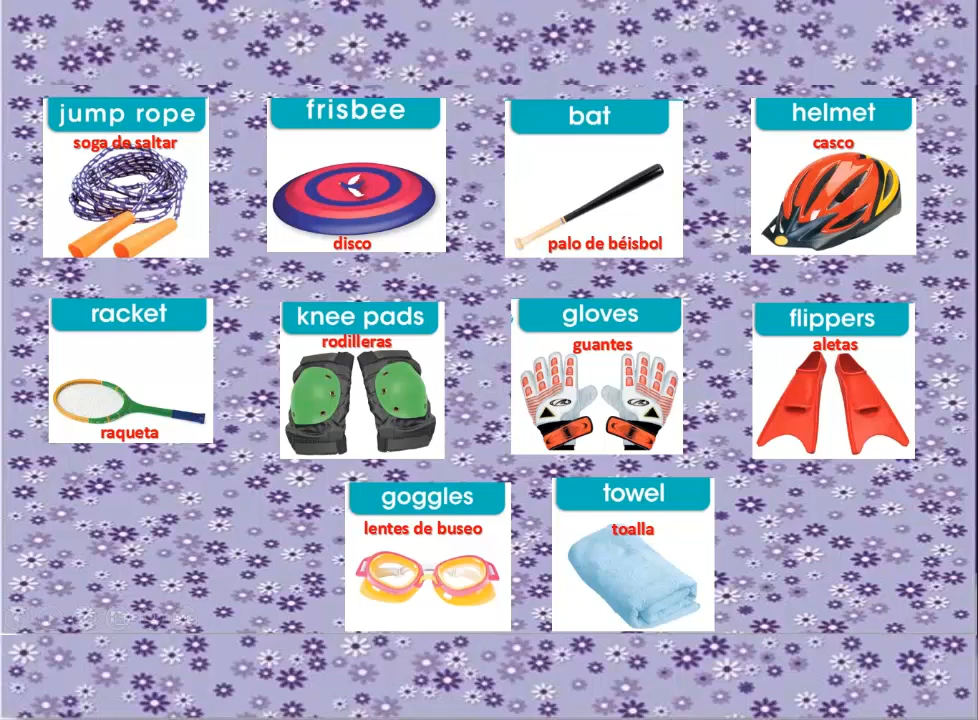 jump rope
soga de saltar
frisbee
disco
bat
palo de béisbol
helmet
casco
racket
raqueta
knee pads
rodilleras
gloves
guantes
flippers
aletas
goggles
lentes de buseo
towel
toalla